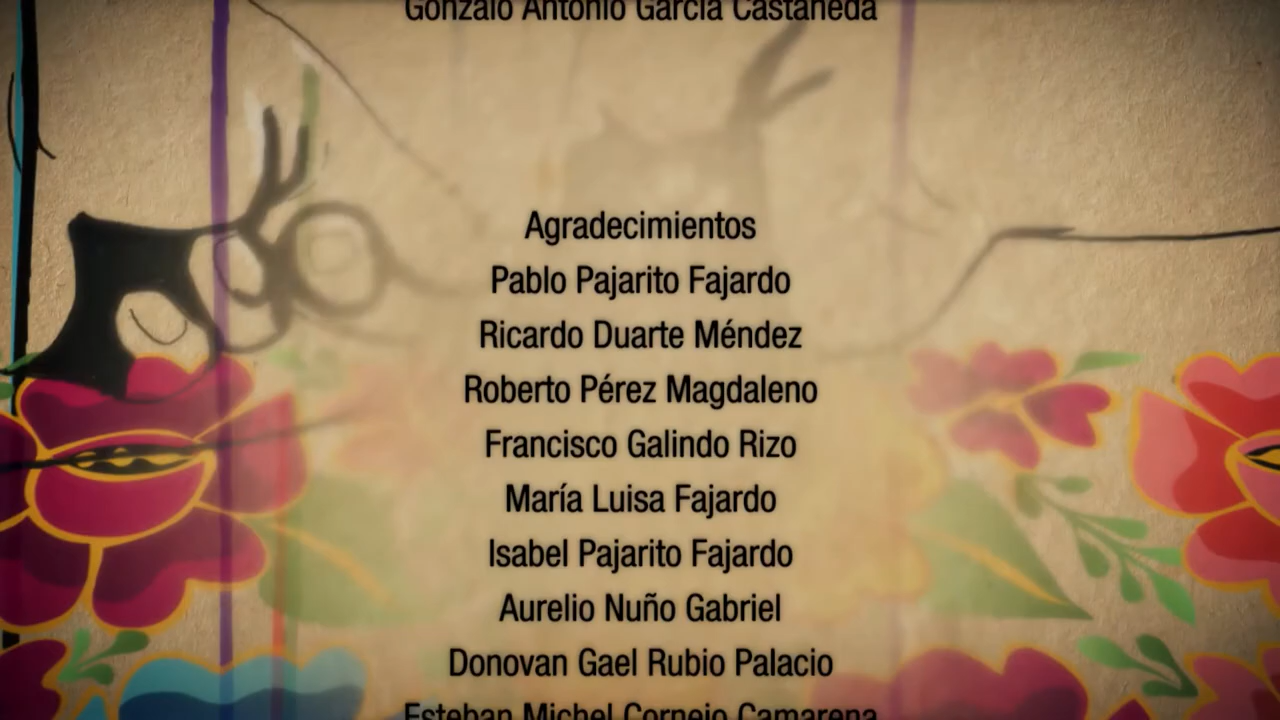 Gonzalo Antonio García Castañeda
Agradecimientos
Pablo Pajarito Fajardo
Ricardo Duarte Méndez
Roberto Pérez Magdaleno
Francisco Galindo Rizo
María Luisa Fajardo
Isabel Pajarito Fajardo
Aurelio Nuño Gabriel
Donovan Gael Rubio Palacio
Esteban Michel Cornejo Camarena